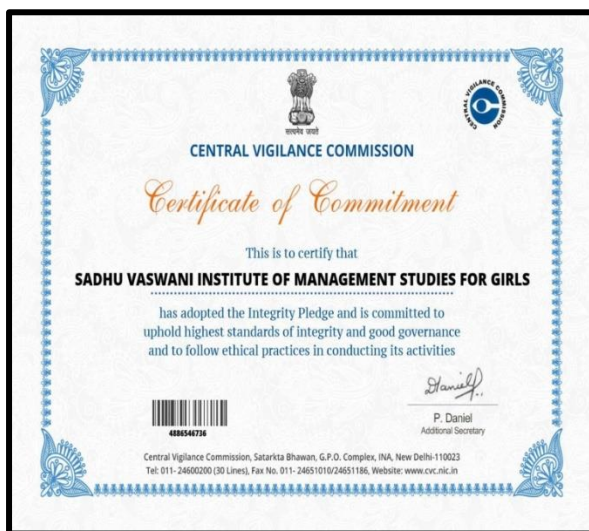 सत्यमेव जयते
CENTRAL VIGILANCE COMMISSION
CENTRAL VIGILANCE COMMISSION
Certificate of Commitment
This is to certify that
SADHU VASWANI INSTITUTE OF MANAGEMENT STUDIES FOR GIRLS
has adopted the Integrity Pledge and is committed to
uphold highest standards of integrity and good governance
and to follow ethical practices in conducting its activities
4886546736
Daniel
P. Daniel
Additional Secretary
Central Vigilance Commission, Satarkta Bhawan, G.P.O. Complex, INA, New Delhi-110023
Tel: 011- 24600200 (30 Lines), Fax No. 011- 24651010/24651186, Website: www.cvc.nic.in